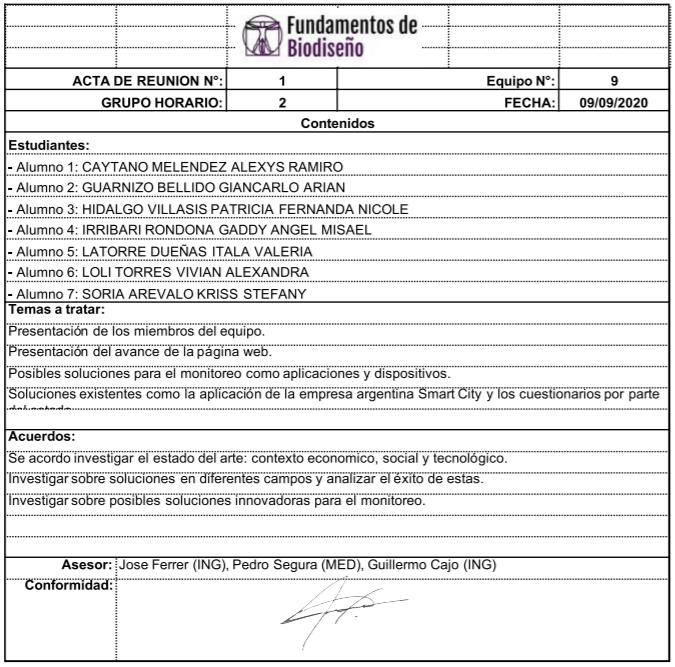 Fundamentos de
Biodiseño
ACTA DE REUNION N°: 1 Equipo N°: 9
GRUPO HORARIO: 2 FECHA: 09/09/2020
Contenidos
Estudiantes:
- Alumno 1: CAYTANO MELENDEZ ALEXYS RAMIRO
- Alumno 2: GUARNIZO BELLIDO GIANCARLO ARIAN
- Alumno 3: HIDALGO VILLASIS PATRICIA FERNANDA NICOLE
- Alumno 4: IRRIBARI RONDONA GADDY ANGEL MISAEL
- Alumno 5: LATORRE DUEÑAS ITALA VALERIA
- Alumno 6: LOLI TORRES VIVIAN ALEXANDRA
- Alumno 7: SORIA AREVALO KRISS STEFANY
Temas a tratar:
Presentación de los miembros del equipo.
Presentación del avance de la página web.
Posibles soluciones para el monitoreo como aplicaciones y dispositivos.
Soluciones existentes como la aplicación de la empresa argentina Smart City y los cuestionarios por parte
Acuerdos:
Se acordo investigar el estado del arte: contexto economico, social y tecnológico.
Investigar sobre soluciones en diferentes campos y analizar el éxito de estas.
Investigar sobre posibles soluciones innovadoras para el monitoreo.
Asesor: Jose Ferrer (ING), Pedro Segura (MED), Guillermo Cajo (ING)
Conformidad: